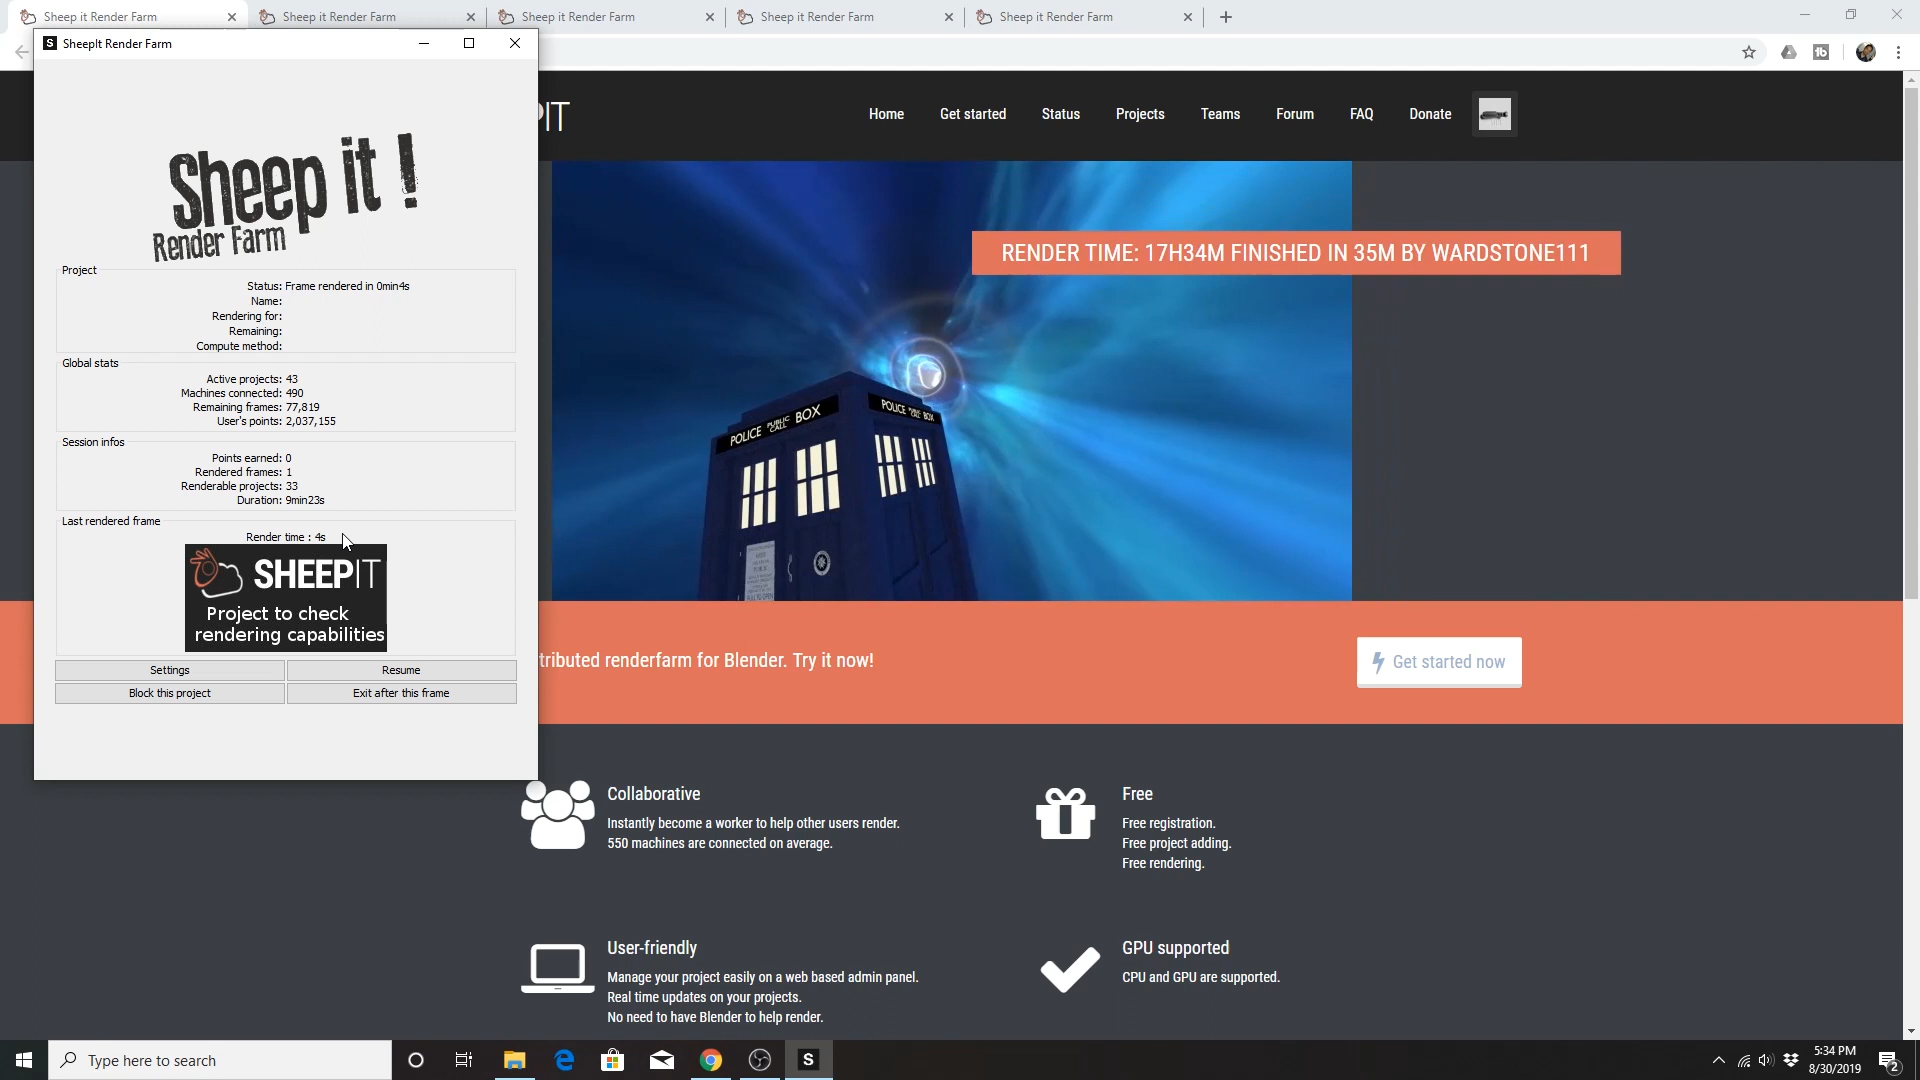 Sheep it Render Farm
Sheep it Render Farm
Sheep it Render Farm
Sheep it Render Farm
Sheep it Render Farm
SheepIt Render Farm
Sheep it !
Render Farm
Project
Status: Frame rendered in 0min4s
Name:
Rendering for:
Remaining:
Compute method:
Global stats
Active projects: 43
Machines connected: 490
Remaining frames: 77,819
User's points: 2,037,155
Session infos
Points earned: 0
Rendered frames: 1
Renderable projects: 33
Duration: 9min23s
Last rendered frame
Render time : 4s
SHEEPIT
Project to check
rendering capabilities
Settings
Resume
Block this project
Exit after this frame
PIT
Home
Get started
Status
Projects
Teams
Forum
FAQ
Donate
RENDER TIME: 17H34M FINISHED IN 35M BY WARDSTONE111
POLICE PUBLIC CALL BOX
POLICE BOX
tributed renderfarm for Blender. Try it now!
Get started now
Collaborative
Instantly become a worker to help other users render.
550 machines are connected on average.
Free
Free registration.
Free project adding.
Free rendering.
User-friendly
Manage your project easily on a web based admin panel.
Real time updates on your projects.
No need to have Blender to help render.
GPU supported
CPU and GPU are supported.
Type here to search
S
5:34 PM
8/30/2019
2